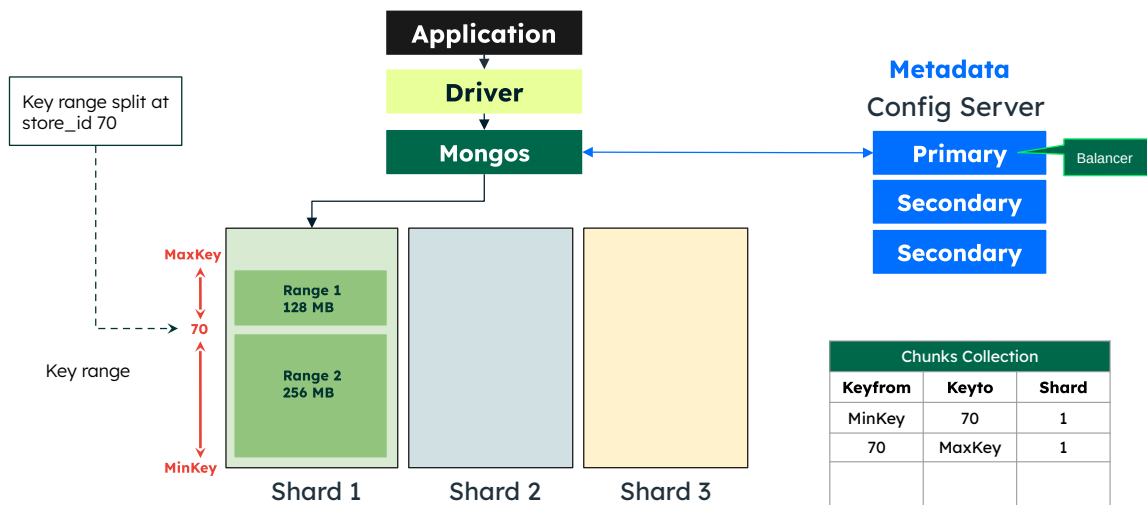 Application
Driver
Mongos
Key range split at
store_id 70
Metadata
Config Server
Primary
Balancer
Secondary
Secondary
MaxKey
70
Key range
MinKey
Range 1
128 MB
Range 2
256 MB
Shard 1
Shard 2
Shard 3
Chunks Collection
Keyfrom Keyto Shard
MinKey 70 1
70 MaxKey 1